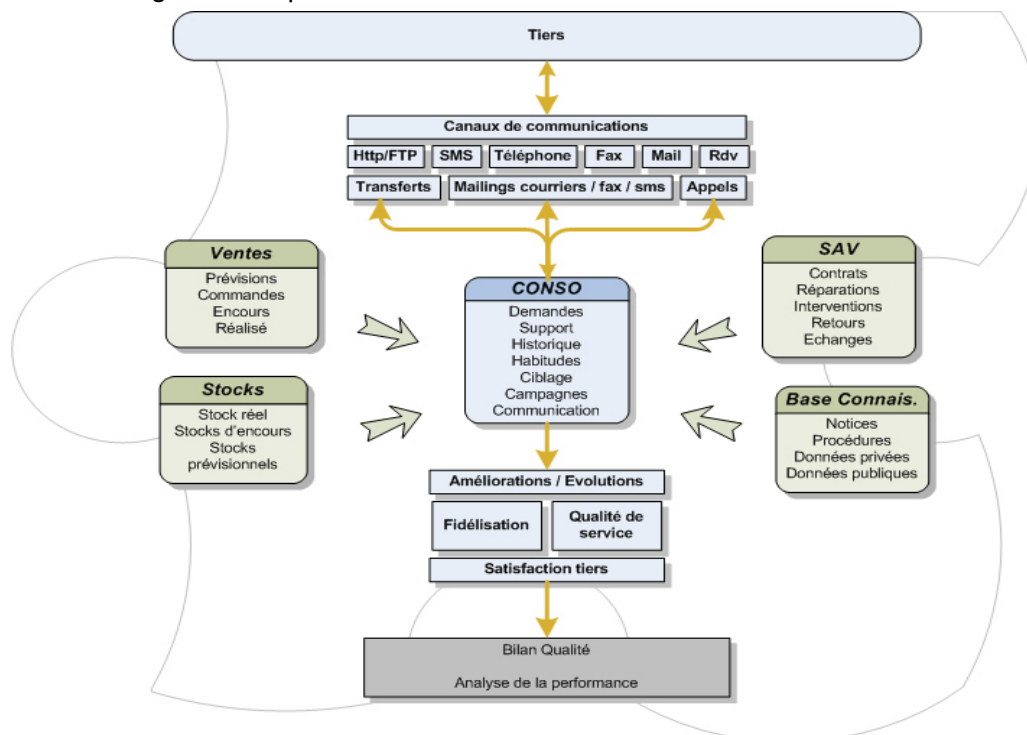 Tiers
Canaux de communications
Http/FTP
SMS
Téléphone
Fax
Mail
Rdv
Transferts
Mailings courriers / fax / sms
Appels
Ventes
Prévisions
Commandes
Encours
Réalisé
CONSO
Demandes
Support
Historique
Habitudes
Ciblage
Campagnes
Communication
SAV
Contrats
Réparations
Interventions
Retours
Echanges
Stocks
Stock réel
Stocks d'encours
Stocks
prévisionnels
Base Connais.
Notices
Procédures
Données privées
Données publiques
Améliorations / Evolutions
Fidélisation
Qualité de
service
Satisfaction tiers
Bilan Qualité
Analyse de la performance